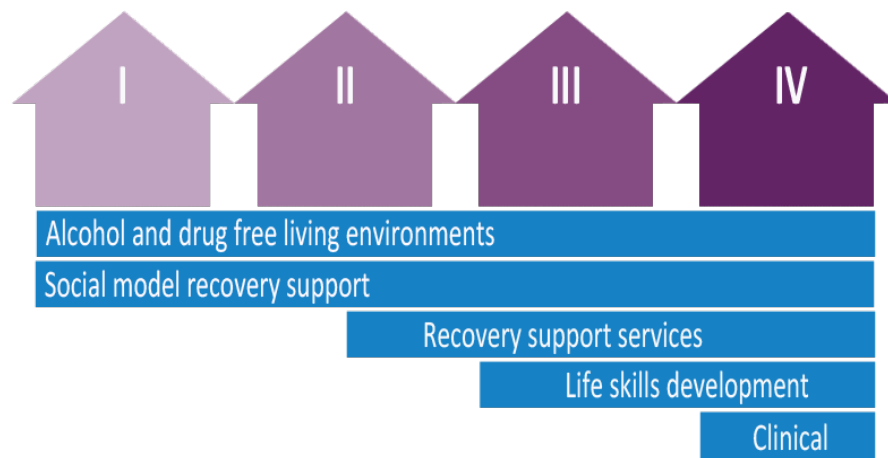 I II III IV
Alcohol and drug free living environments
Social model recovery support
Recovery support services
Life skills development
Clinical